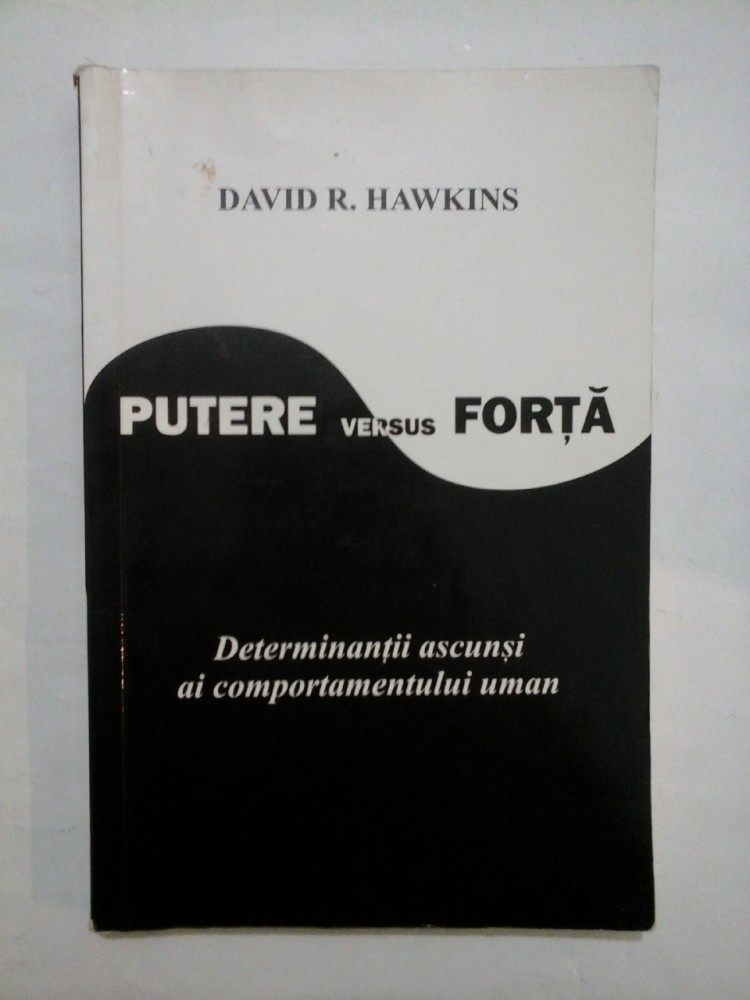 DAVID R. HAWKINS
PUTERE VERSUS FORȚĂ
Determinanții ascunși
ai comportamentului uman